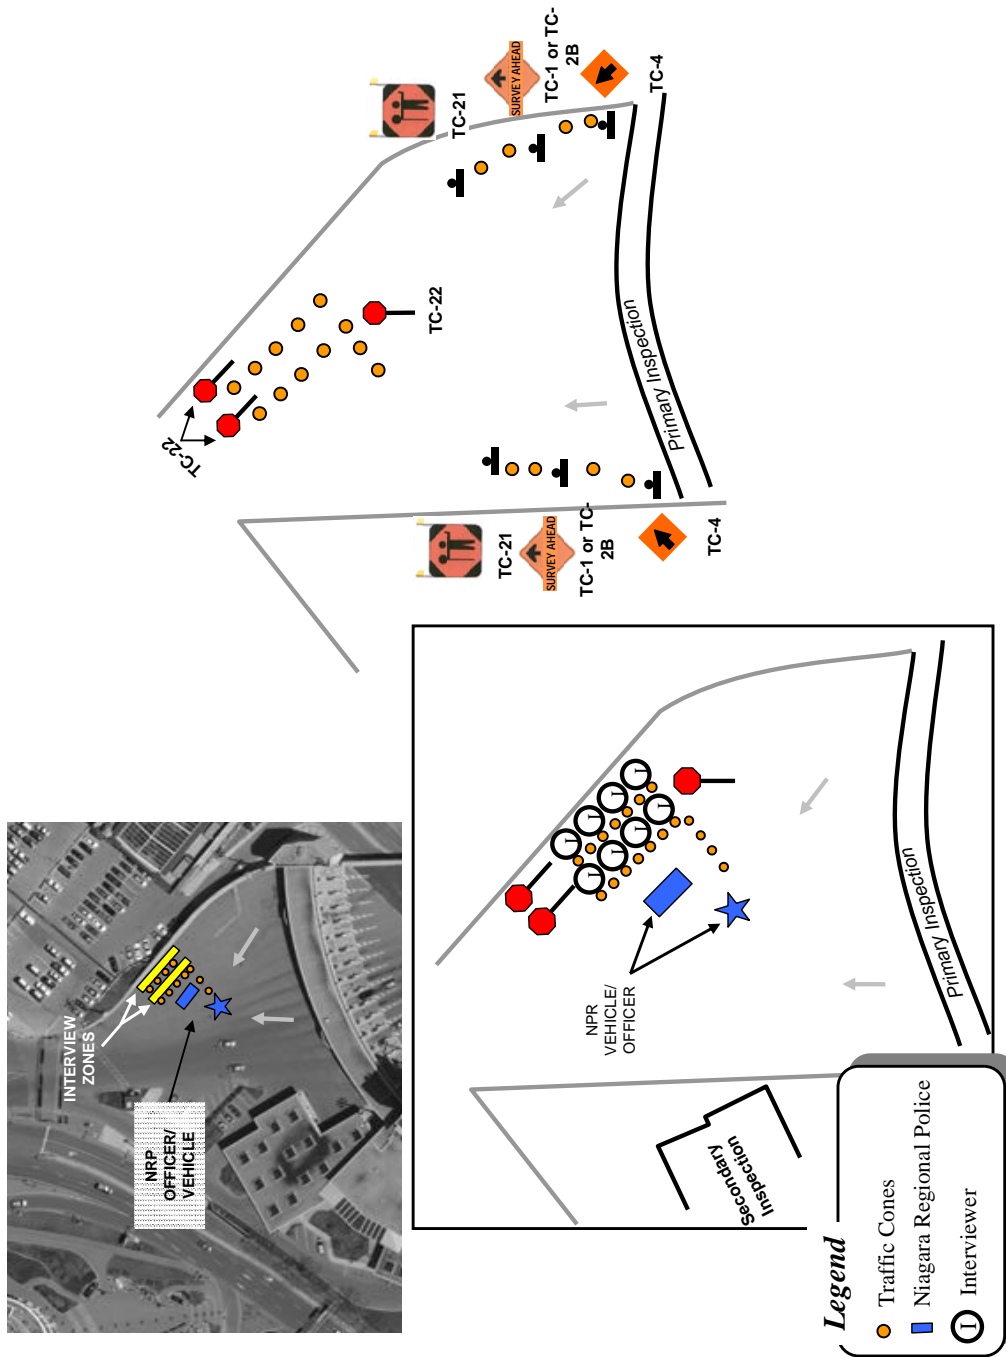 TC-21
SURVEY AHEAD
TC-1 or TC-
2B
TC-4
TC-22
TC-22
Primary Inspection
TC-21
SURVEY AHEAD
TC-1 or TC-
2B
TC-4
INTERVIEW
ZONES
NRP
OFFICER/
VEHICLE
I
I
I
I
I
I
I
I
NPR
VEHICLE/
OFFICER
Primary Inspection
Secondary
Inspection
Legend
Traffic Cones
Niagara Regional Police
I Interviewer